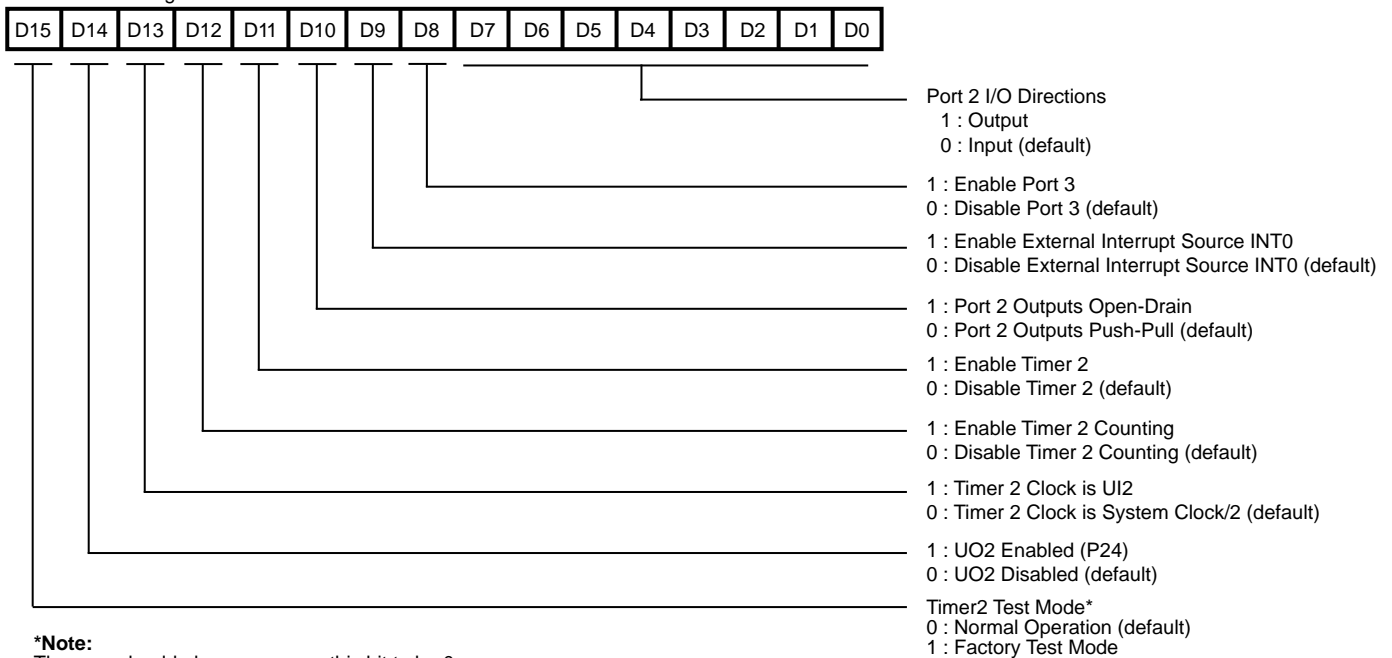 D15 D14 D13 D12 D11 D10 D9 D8 D7 D6 D5 D4 D3 D2 D1 D0
Port 2 I/O Directions
1 : Output
0 : Input (default)
1 : Enable Port 3
0 : Disable Port 3 (default)
1 : Enable External Interrupt Source INT0
0 : Disable External Interrupt Source INT0 (default)
1 : Port 2 Outputs Open-Drain
0 : Port 2 Outputs Push-Pull (default)
1 : Enable Timer 2
0 : Disable Timer 2 (default)
1 : Enable Timer 2 Counting
0 : Disable Timer 2 Counting (default)
1 : Timer 2 Clock is UI2
0 : Timer 2 Clock is System Clock/2 (default)
1 : UO2 Enabled (P24)
0 : UO2 Disabled (default)
Timer2 Test Mode*
0 : Normal Operation (default)
1 : Factory Test Mode
*Note: